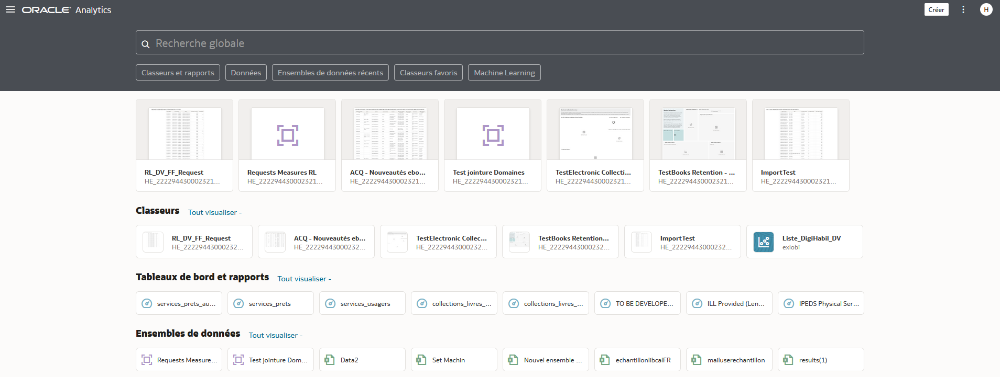 ORACLE Analytics
Créer
H
Recherche globale
Classeurs et rapports
Données
Ensembles de données récents
Classeurs favoris
Machine Learning
RL_DV_FF_Request
HE_222294430002321...
Requests Measures RL
HE_222294430002321...
ACQ - Nouveautés ebo...
HE_222294430002321...
Test jointure Domaines
HE_222294430002321...
TestElectronic Collecti...
HE_222294430002321...
TestBooks Retention - ...
HE_222294430002321...
ImportTest
HE_222294430002321...
Classeurs Tout visualiser -
RL_DV_FF_Request
HE_22229443000232...
ACQ - Nouveautés eb...
HE_22229443000232...
TestElectronic Collec...
HE_22229443000232...
TestBooks Retention...
HE_22229443000232...
ImportTest
HE_22229443000232...
Liste_DigiHabil_DV
exlobi
Tableaux de bord et rapports Tout visualiser -
services_prets_au...
services_prets
services_usagers
collections_livres_...
collections_livres_...
TO BE DEVELOPE...
ILL Provided (Len...
IPEDS Physical Ser...
Ensembles de données Tout visualiser -
Requests Measure...
Test jointure Dom...
Data2
Set Machin
Nouvel ensemble ...
echantillonlibcalFR
mailuserechantillon
results(1)